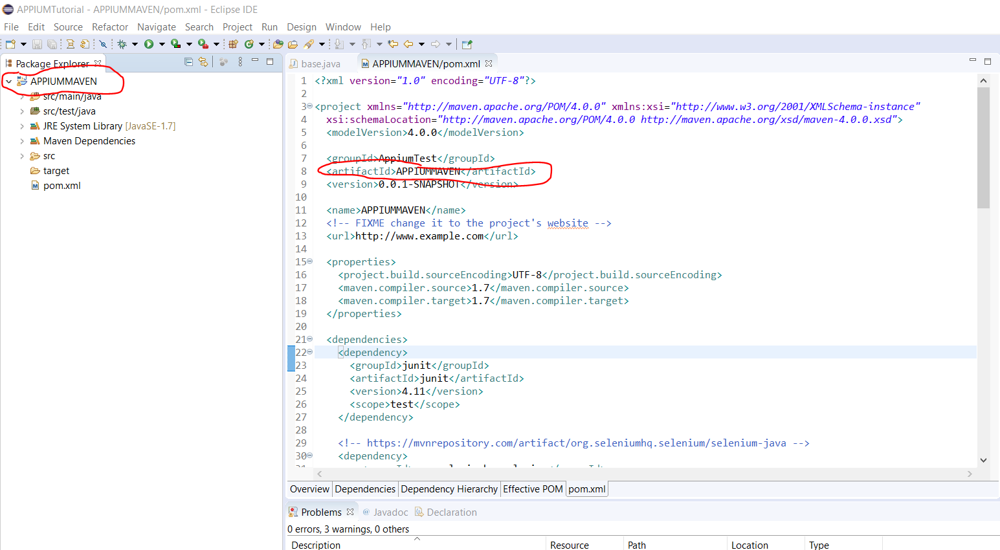 APPIUMTutorial - APPIUMMAVEN/pom.xml - Eclipse IDE
File Edit Source Refactor Navigate Search Project Run Design Window Help
Package Explorer
APPIUMMAVEN
src/main/java
src/test/java
JRE System Library [JavaSE-1.7]
Maven Dependencies
src
target
pom.xml
base.java APPIUMMAVEN/pom.xml
1 <?xml version="1.0" encoding="UTF-8"?>
2
3 <project xmlns="http://maven.apache.org/POM/4.0.0" xmlns:xsi="http://www.w3.org/2001/XMLSchema-instance"
4 xsi:schemaLocation="http://maven.apache.org/POM/4.0.0 http://maven.apache.org/xsd/maven-4.0.0.xsd">
5 <modelVersion>4.0.0</modelVersion>
6
7 <groupId>AppiumTest</groupId>
8 <artifactId>APPIUMMAVEN</artifactId>
9 <version>0.0.1-SNAPSHOT</version>
10
11 <name>APPIUMMAVEN</name>
12 <!-- FIXME change it to the project's website -->
13 <url>http://www.example.com</url>
14
15 <properties>
16 <project.build.sourceEncoding>UTF-8</project.build.sourceEncoding>
17 <maven.compiler.source>1.7</maven.compiler.source>
18 <maven.compiler.target>1.7</maven.compiler.target>
19 </properties>
20
21 <dependencies>
22 <dependency>
23 <groupId>junit</groupId>
24 <artifactId>junit</artifactId>
25 <version>4.11</version>
26 <scope>test</scope>
27 </dependency>
28
29 <!-- https://mvnrepository.com/artifact/org.seleniumhq.selenium/selenium-java -->
30 <dependency>
Overview Dependencies Dependency Hierarchy Effective POM pom.xml
Problems @ Javadoc Declaration
0 errors, 3 warnings, 0 others
Description Resource Path Location Type